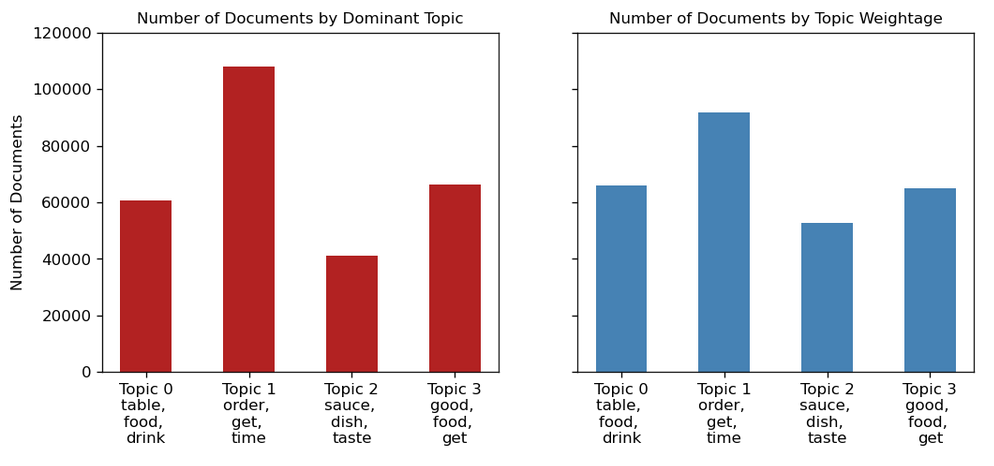 Number of Documents by Dominant Topic
Number of Documents
120000
100000
80000
60000
40000
20000
0
Topic 0
table,
food,
drink
Topic 1
order,
get,
time
Topic 2
sauce,
dish,
taste
Topic 3
good,
food,
get
Number of Documents by Topic Weightage
Topic 0
table,
food,
drink
Topic 1
order,
get,
time
Topic 2
sauce,
dish,
taste
Topic 3
good,
food,
get